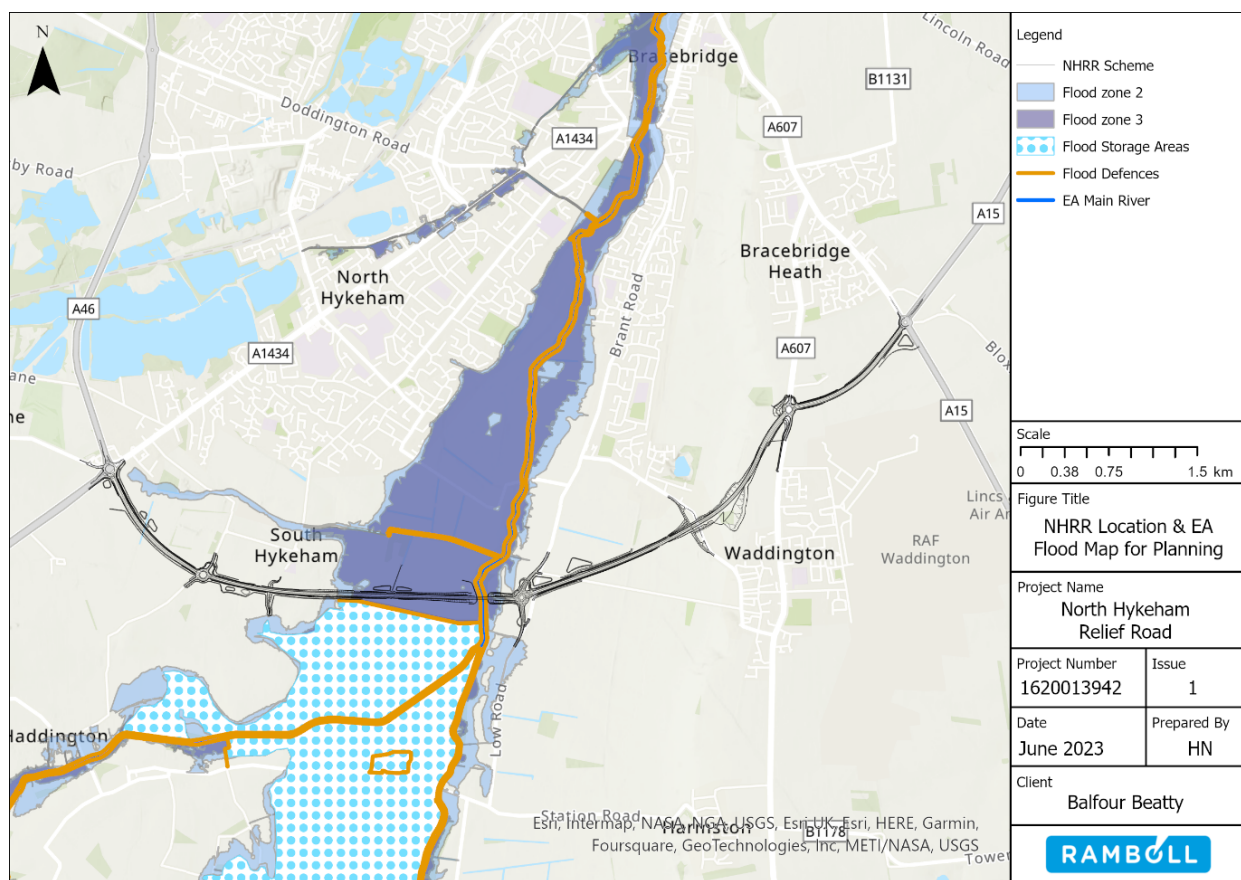 N
Bracebridge
Lincoln Road
B1131
Doddington Road
A1434
A607
by Road
A15
North
Hykeham
Bracebridge
Heath
A46
Brant Road
A1434
A607
Blox
ane
ne
A15
South
Hykeham
Lincs
Air Ar
Waddington
RAF
Waddington
Low Road
Haddington
Station Road
Harmston
B1178
Tower
Esri, Intermap, NASA, NGA, USGS, Esri UK, Esri, HERE, Garmin,
Foursquare, GeoTechnologies, Inc, METI/NASA, USGS
Legend
NHRR Scheme
Flood zone 2
Flood zone 3
Flood Storage Areas
Flood Defences
EA Main River
Scale
0 0.38 0.75 1.5 km
Figure Title
NHRR Location & EA
Flood Map for Planning
Project Name
North Hykeham
Relief Road
Project Number
1620013942
Issue
1
Date
June 2023
Prepared By
HN
Client
Balfour Beatty
RAMBOLL